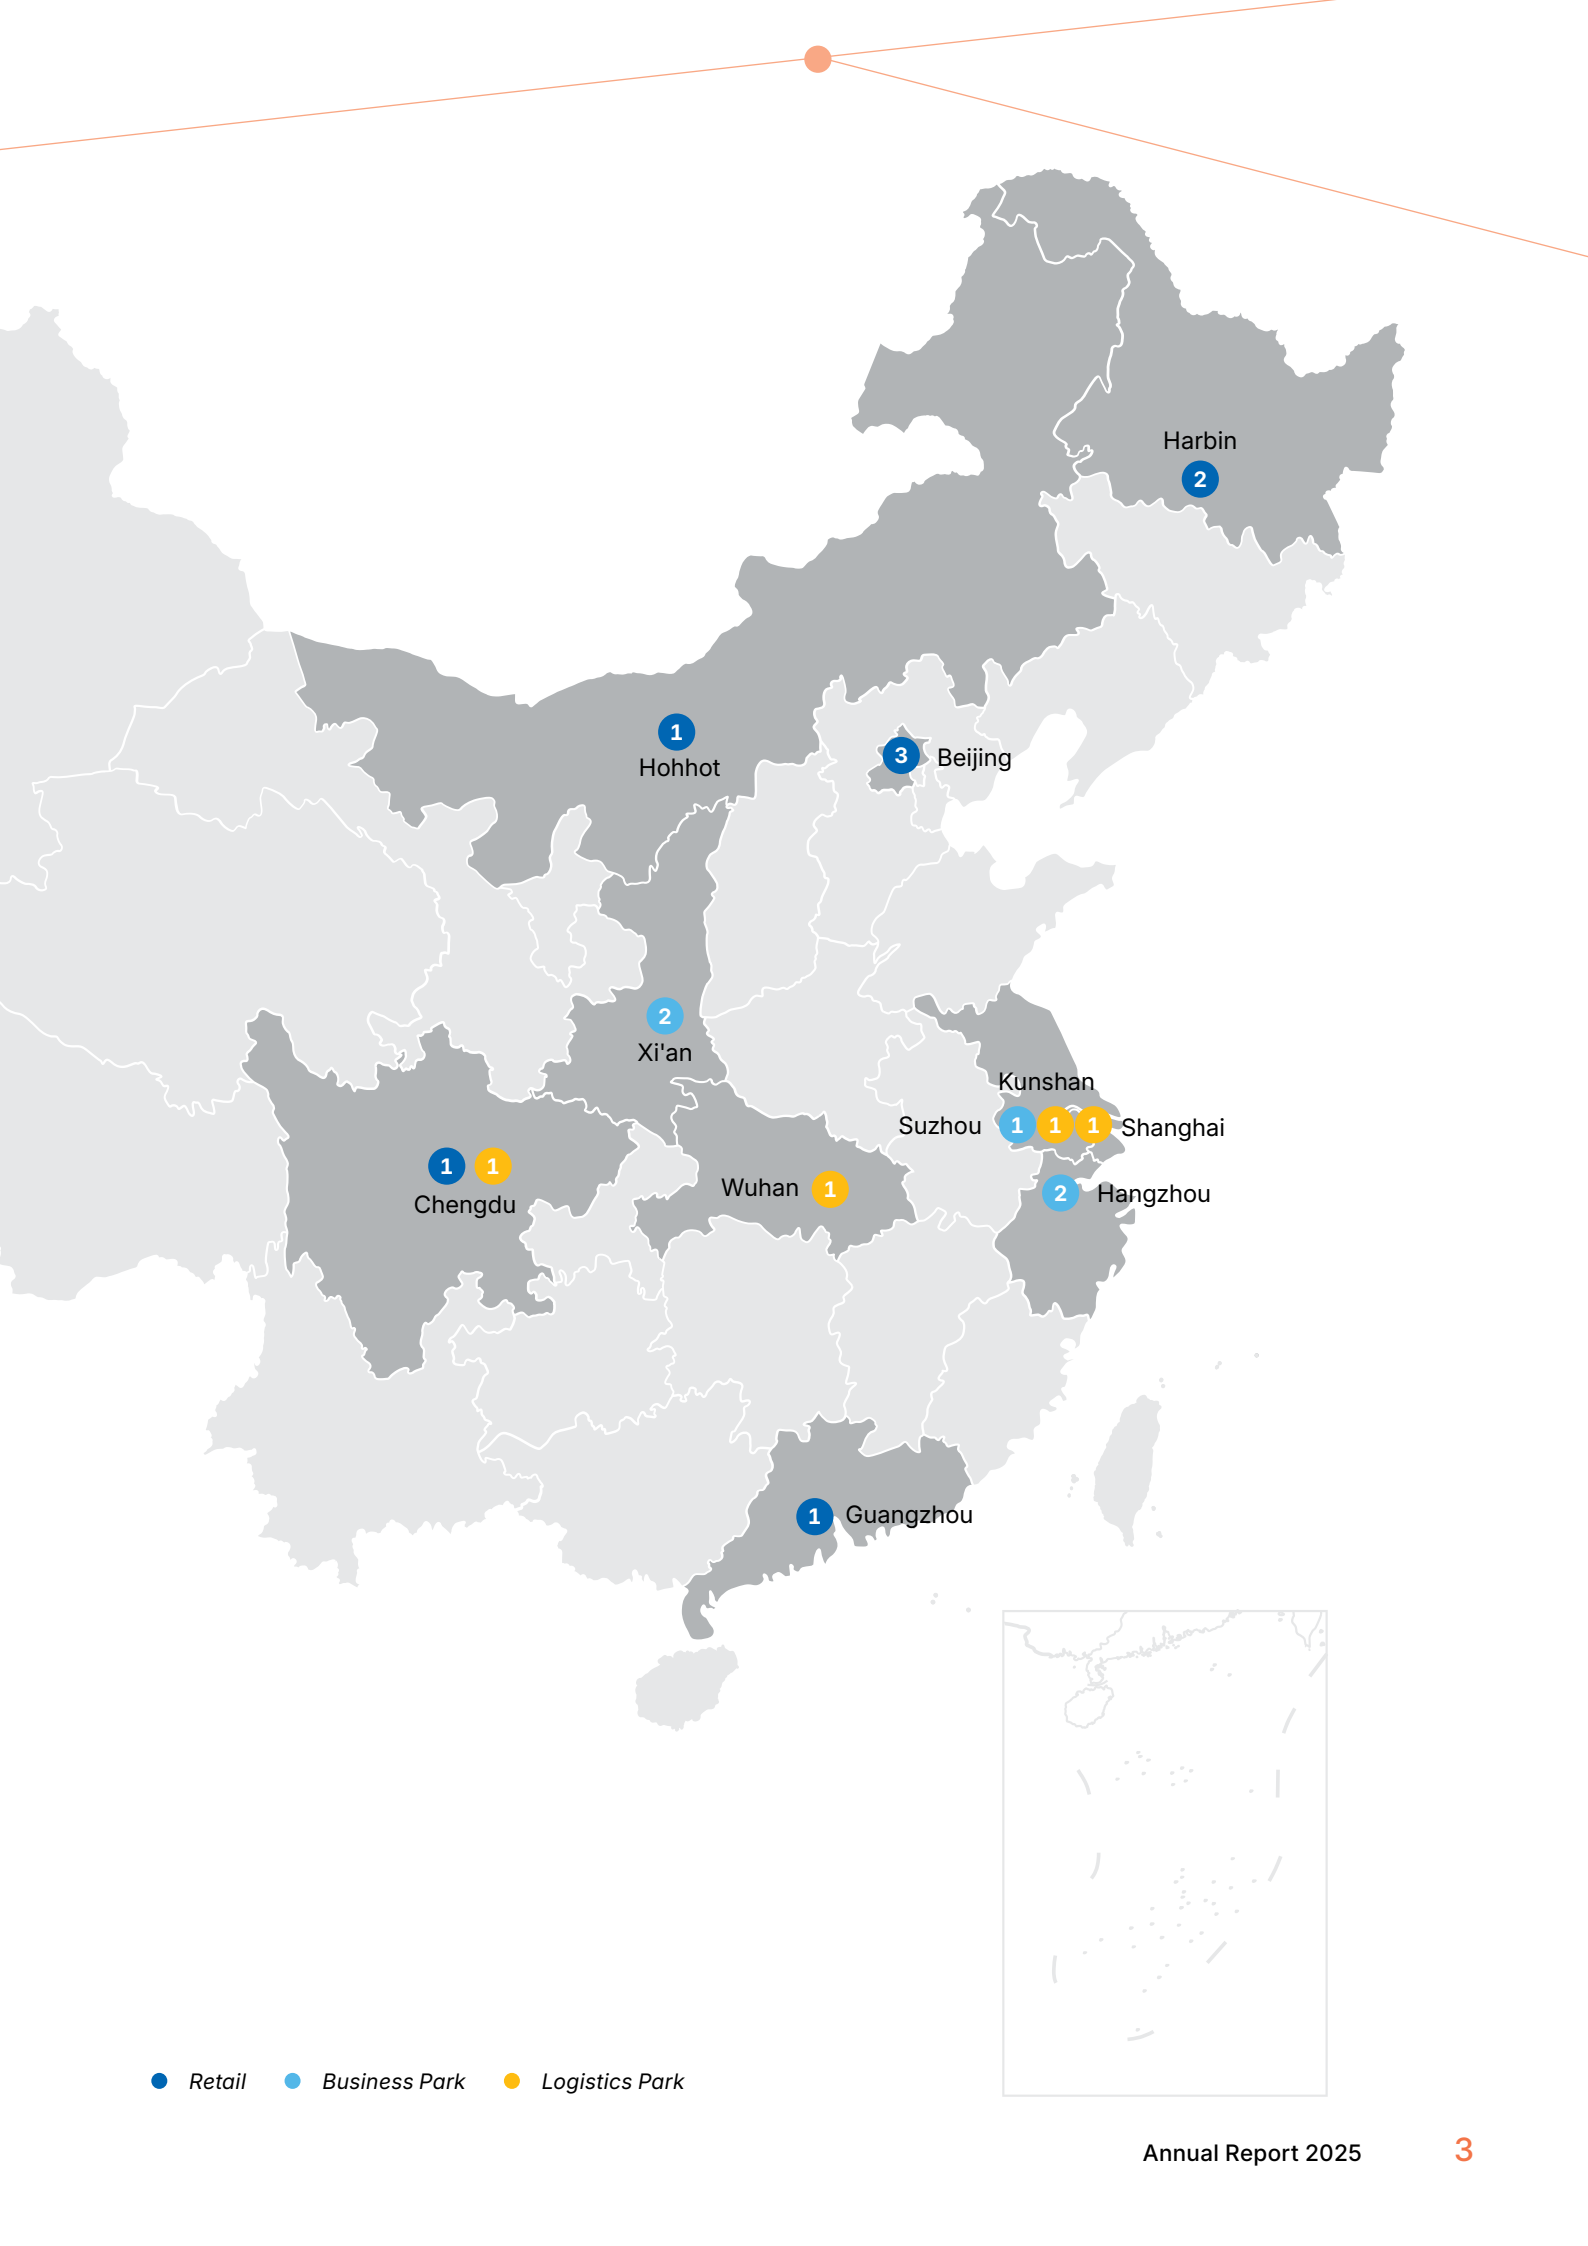 Harbin
2
1
Hohhot
3 Beijing
2
Xi'an
Kunshan
Suzhou 1 1 1 Shanghai
1 1
Chengdu
Wuhan 1
2 Hangzhou
1 Guangzhou
Retail Business Park Logistics Park
Annual Report 2025 3